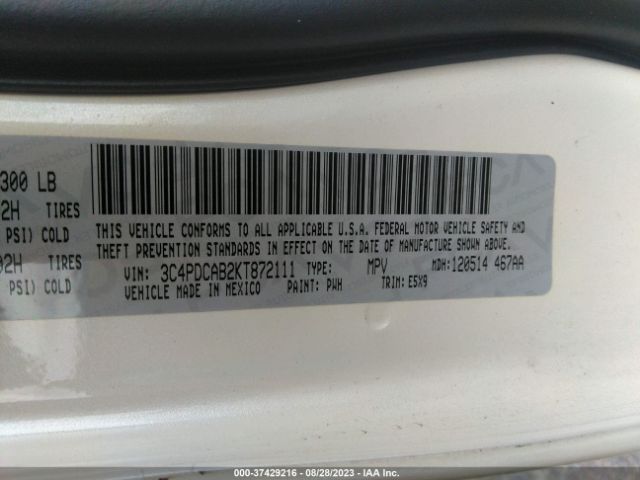 300 LB
2H TIRES
PSI) COLD
02H TIRES
PSI) COLD
THIS VEHICLE CONFORMS TO ALL APPLICABLE U.S.A. FEDERAL MOTOR VEHICLE SAFETY AND
THEFT PREVENTION STANDARDS IN EFFECT ON THE DATE OF MANUFACTURE SHOWN ABOVE.
VIN: 3C4PDCAB2KT872111 TYPE: MPV MDH:120514 467AA
VEHICLE MADE IN MEXICO PAINT: PWH TRIM: E5X9
000-37429216 - 08/28/2023 - IAA Inc.